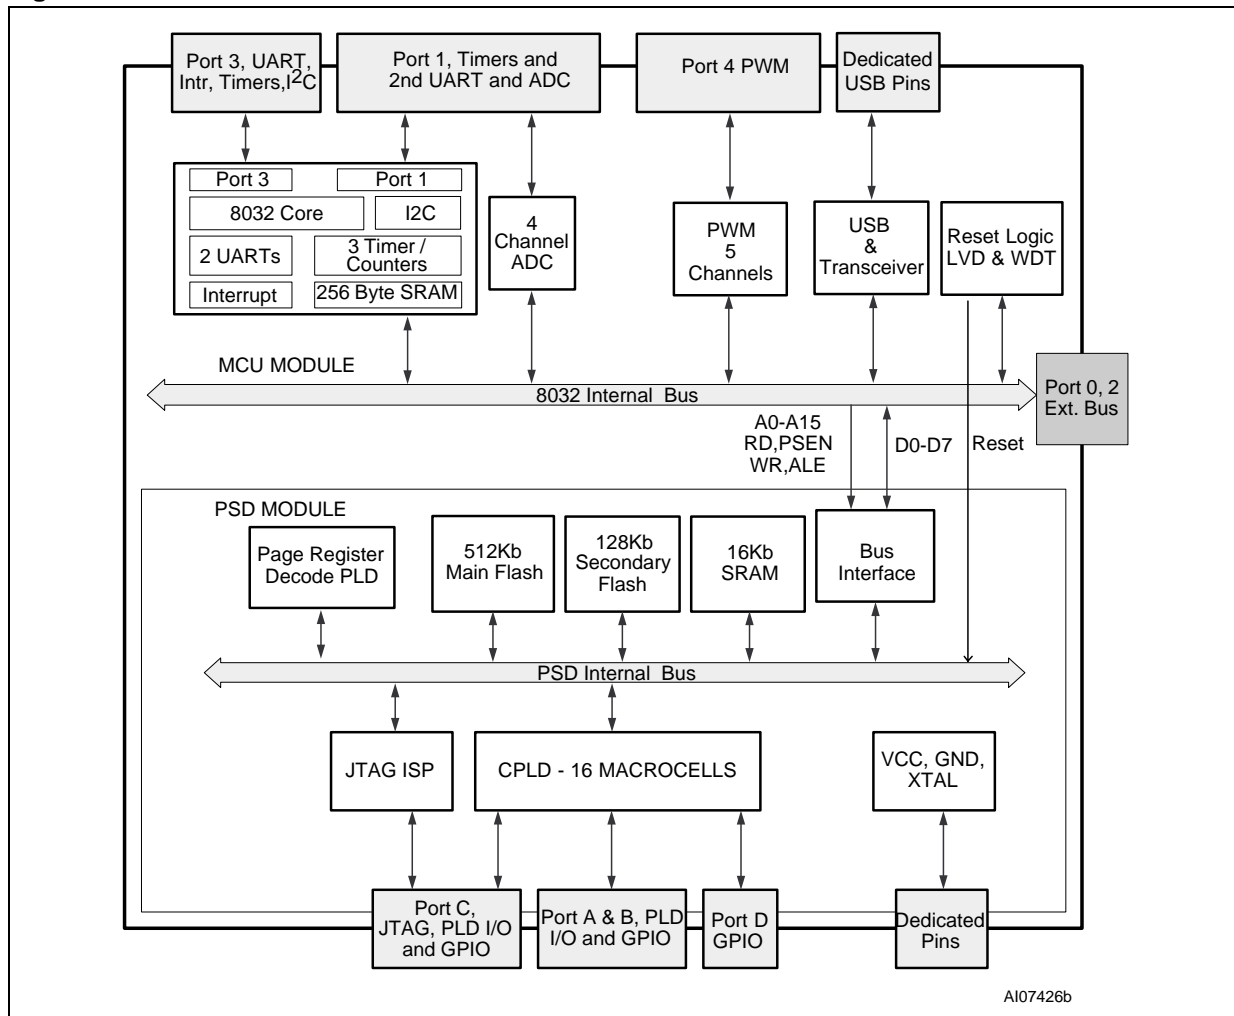 Port 3, UART,
Intr, Timers,I2C
Port 1, Timers and
2nd UART and ADC
Port 4 PWM
Dedicated
USB Pins
Port 3
Port 1
8032 Core
I2C
2 UARTs
3 Timer /
Counters
Interrupt
256 Byte SRAM
4
Channel
ADC
PWM
5
Channels
USB
&
Transceiver
Reset Logic
LVD & WDT
MCU MODULE
8032 Internal Bus
Port 0, 2
Ext. Bus
A0-A15
RD,PSEN
WR,ALE
D0-D7
Reset
PSD MODULE
Page Register
Decode PLD
512Kb
Main Flash
128Kb
Secondary
Flash
16Kb
SRAM
Bus
Interface
PSD Internal Bus
JTAG ISP
CPLD - 16 MACROCELLS
VCC, GND,
XTAL
Port C,
JTAG, PLD I/O
and GPIO
Port A & B, PLD
I/O and GPIO
Port D
GPIO
Dedicated
Pins
AI07426b